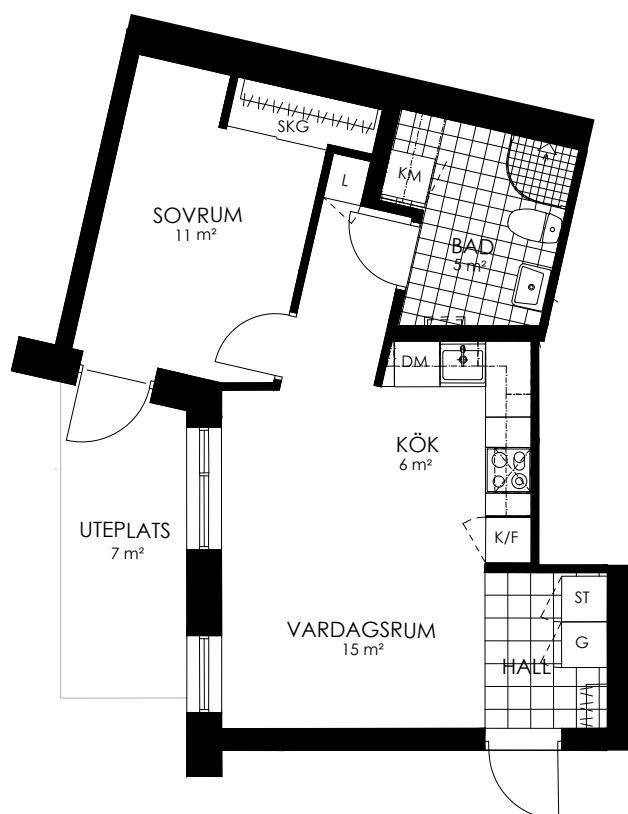 SKG
KM
L
SOVRUM
11 m²
BAD
5 m²
DM
KÖK
6 m²
UTEPLATS
7 m²
K/F
ST
VARDAGSRUM
15 m²
G
HALL